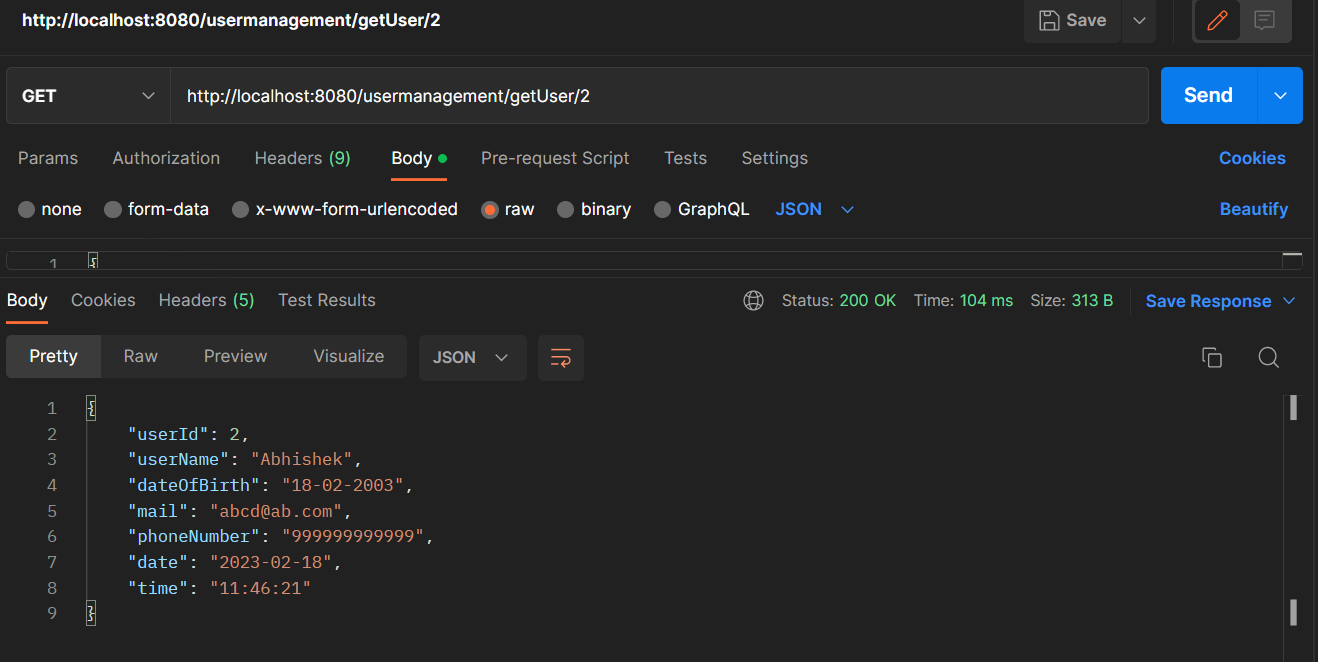 http://localhost:8080/usermanagement/getUser/2
Save
GET
http://localhost:8080/usermanagement/getUser/2
Send
Params Authorization Headers (9) Body Pre-request Script Tests Settings Cookies
none form-data x-www-form-urlencoded raw binary GraphQL JSON Beautify
1 {
Body Cookies Headers (5) Test Results Status: 200 OK Time: 104 ms Size: 313 B Save Response
Pretty Raw Preview Visualize JSON
1 {
2 "userId": 2,
3 "userName": "Abhishek",
4 "dateOfBirth": "18-02-2003",
5 "mail": "abcd@ab.com",
6 "phoneNumber": "999999999999",
7 "date": "2023-02-18",
8 "time": "11:46:21"
9 }